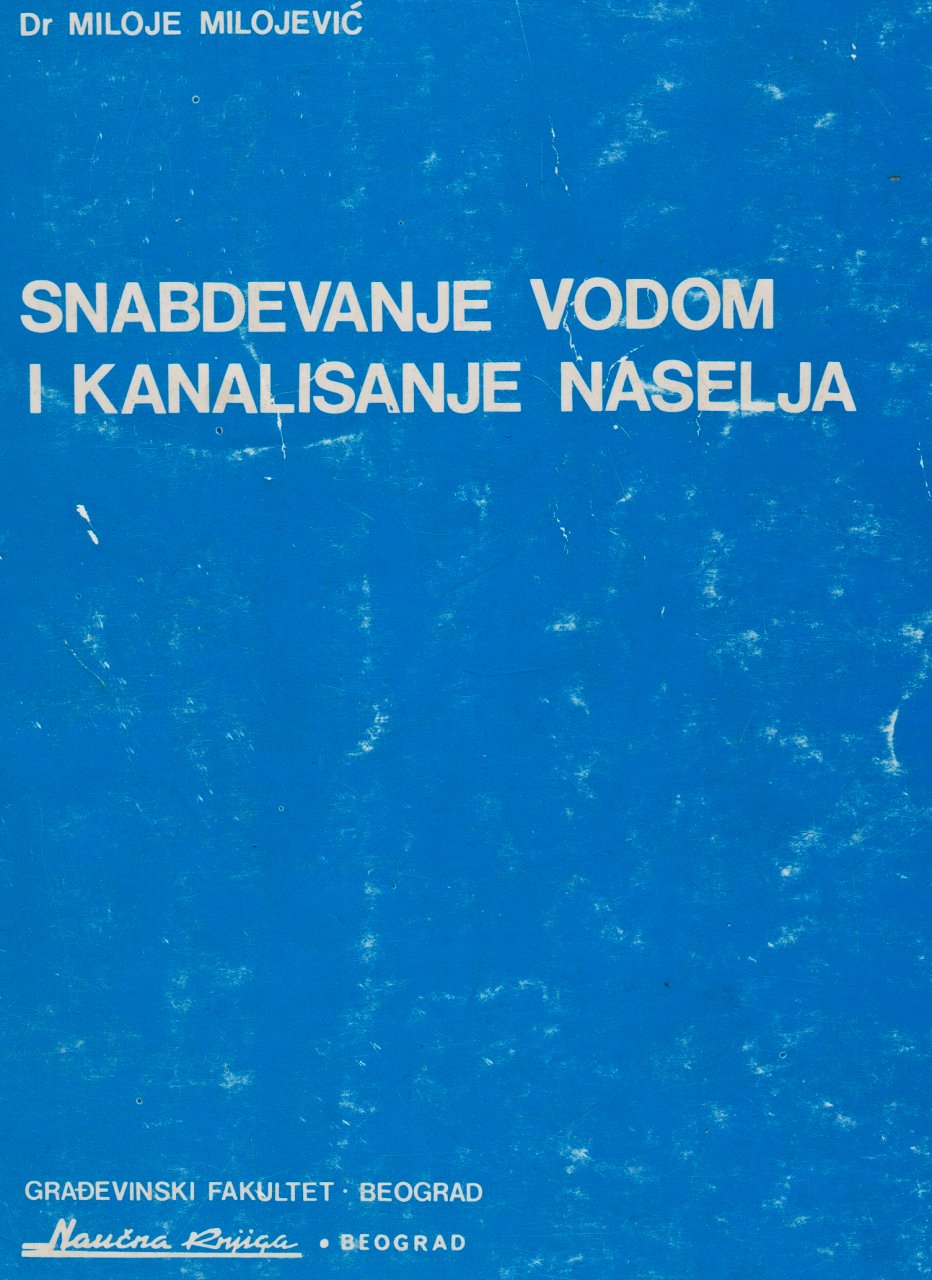 Dr MILOJE MILOJEVIĆ
SNABDEVANJE VODOM
I KANALISANJE NASELJA
GRAĐEVINSKI FAKULTET · BEOGRAD
Naučna Knjiga • BEOGRAD